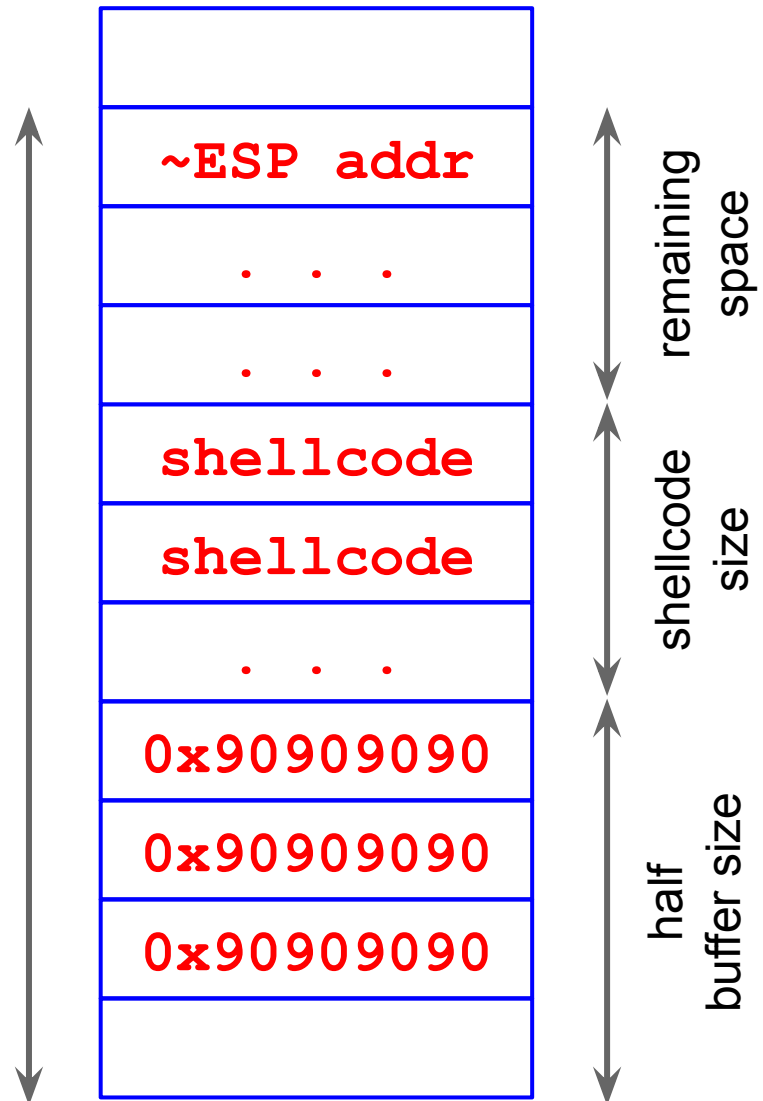 ~ESP addr
. . .
. . .
shellcode
shellcode
. . .
0x90909090
0x90909090
0x90909090
remaining
space
shellcode
size
half
buffer size